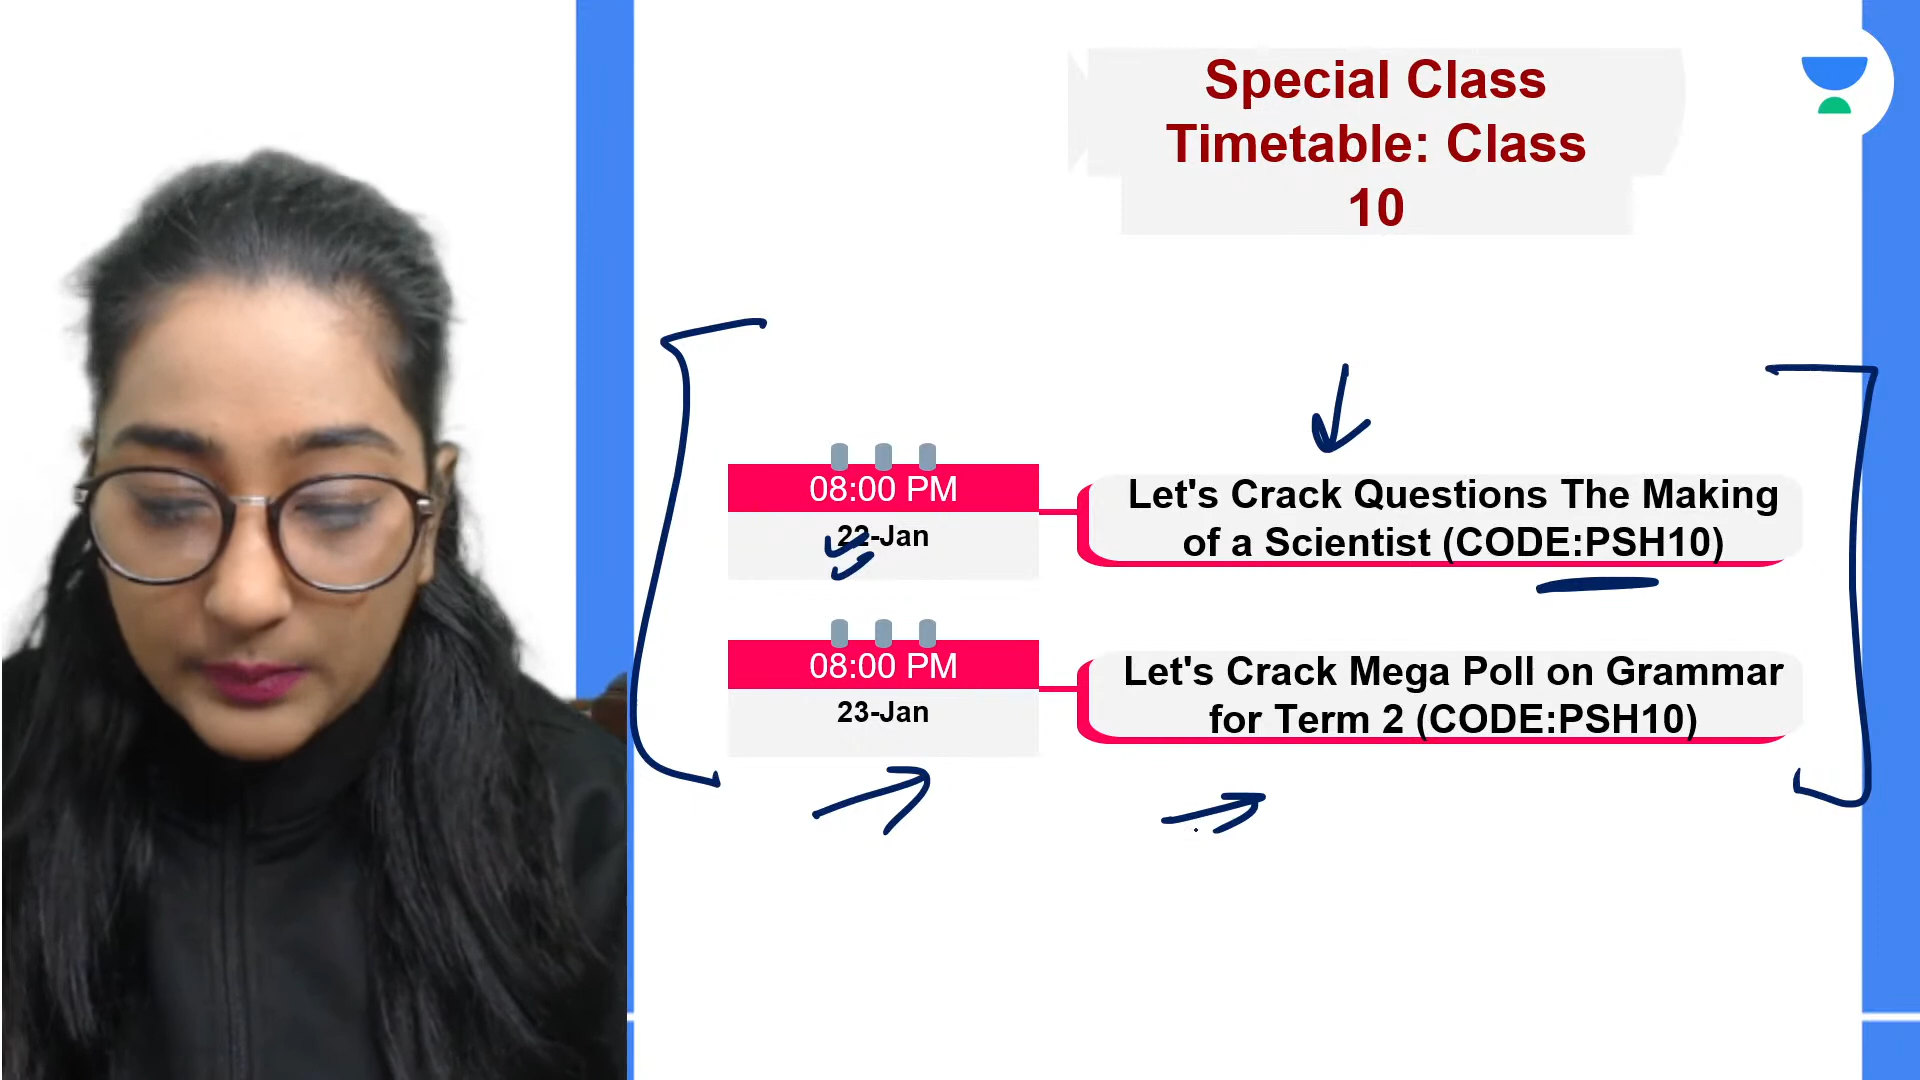 Special Class
Timetable: Class
10
08:00 PM
22-Jan
Let's Crack Questions The Making
of a Scientist (CODE:PSH10)
08:00 PM
23-Jan
Let's Crack Mega Poll on Grammar
for Term 2 (CODE:PSH10)